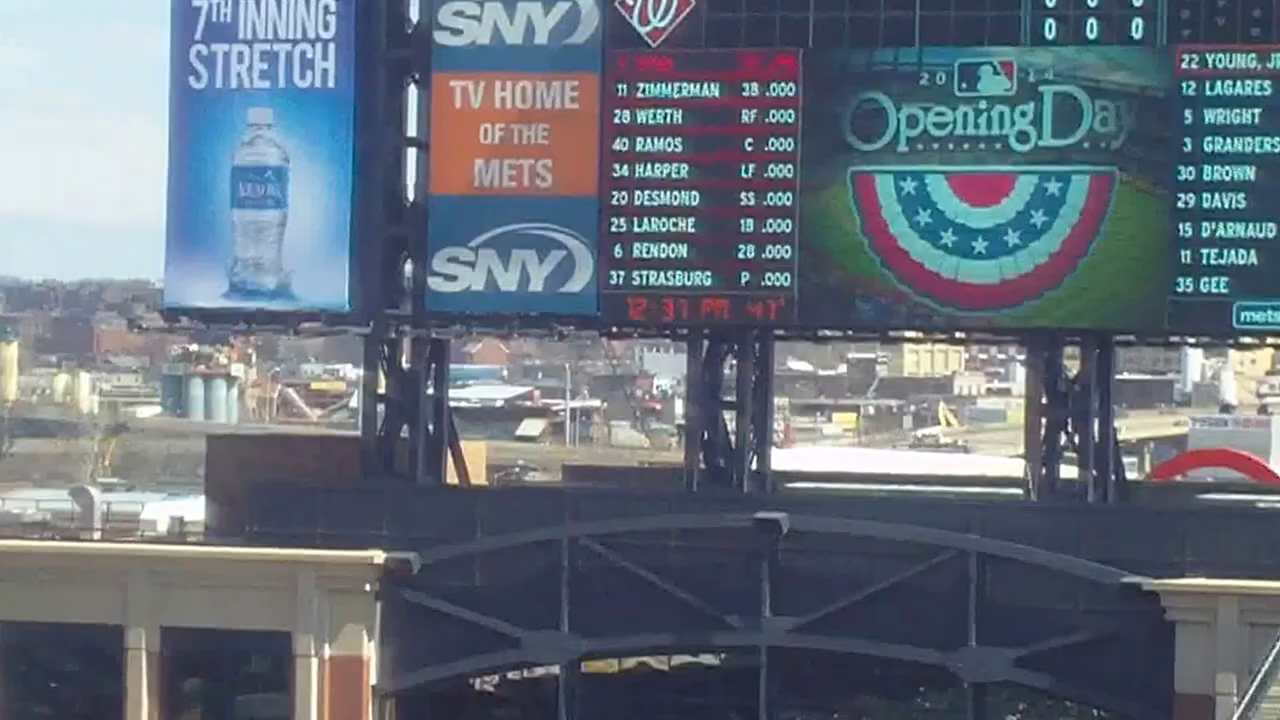 7TH INNING
STRETCH
SNY
TV HOME
OF THE
METS
SNY
W
11 ZIMMERMAN 3B .000
28 WERTH RF .000
40 RAMOS C .000
34 HARPER LF .000
20 DESMOND SS .000
25 LAROCHE 1B .000
6 RENDON 2B .000
37 STRASBURG P .000
12:37 PM 47°
0 0 0
20 14
Opening Day
22 YOUNG, JR
12 LAGARES
5 WRIGHT
3 GRANDERS
30 BROWN
29 DAVIS
15 D'ARNAUD
11 TEJADA
35 GEE
mets